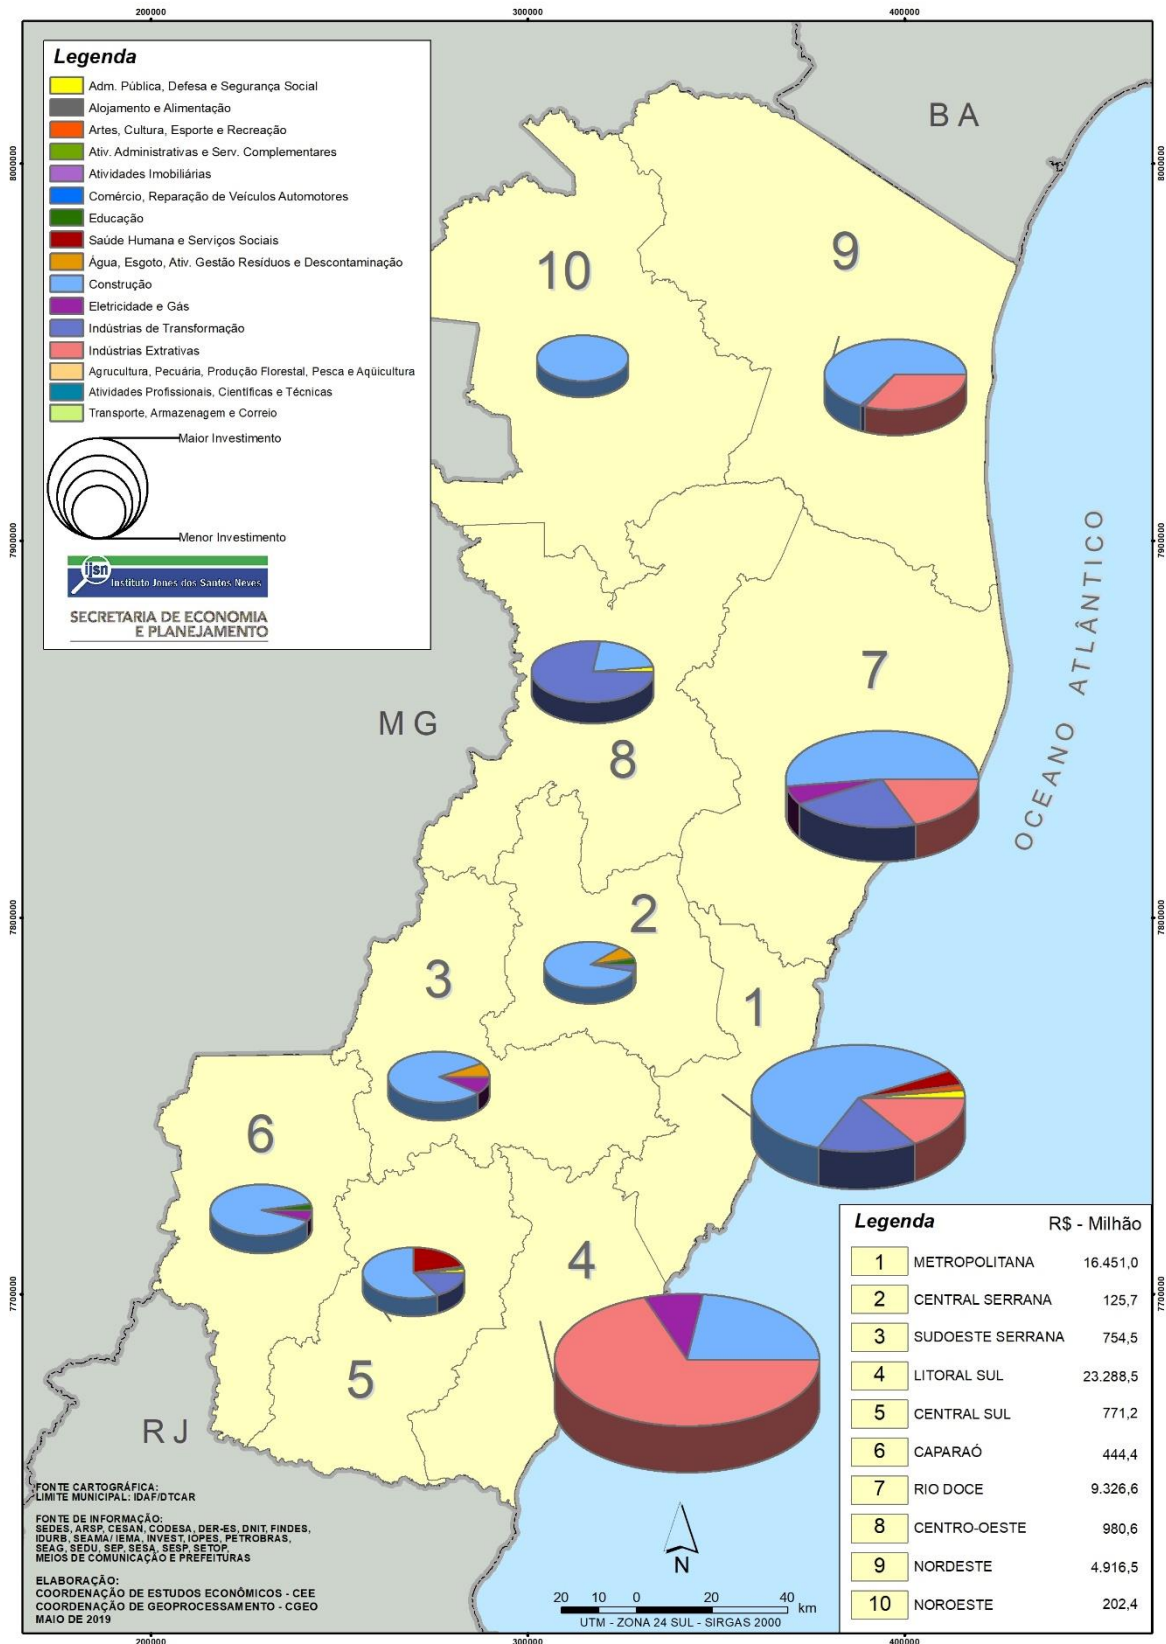 200000
300000
400000
Legenda
Adm. Pública, Defesa e Segurança Social
Alojamento e Alimentação
Artes, Cultura, Esporte e Recreação
Ativ. Administrativas e Serv. Complementares
Atividades Imobiliárias
Comércio, Reparação de Veículos Automotores
Educação
Saúde Humana e Serviços Sociais
Água, Esgoto, Ativ. Gestão Resíduos e Descontaminação
Construção
Eletricidade e Gás
Indústrias de Transformação
Indústrias Extrativas
Agrucultura, Pecuária, Produção Florestal, Pesca e Aqüicultura
Atividades Profissionais, Científicas e Técnicas
Transporte, Armazenagem e Correio
Maior Investimento
Menor Investimento
ijsn
Instituto Jones dos Santos Neves
SECRETARIA DE ECONOMIA
E PLANEJAMENTO
BA
8000000
8000000
9
10
7900000
7900000
OCEANO ATLÂNTICO
7
MG
8
7800000
7800000
2
3
1
6
4
5
7700000
7700000
RJ
Legenda R$ - Milhão
1 METROPOLITANA 16.451,0
2 CENTRAL SERRANA 125,7
3 SUDOESTE SERRANA 754,5
4 LITORAL SUL 23.288,5
5 CENTRAL SUL 771,2
6 CAPARAÓ 444,4
7 RIO DOCE 9.326,6
8 CENTRO-OESTE 980,6
9 NORDESTE 4.916,5
10 NOROESTE 202,4
FONTE CARTOGRÁFICA:
LIMITE MUNICIPAL: IDAF/DTCAR
FONTE DE INFORMAÇÃO:
SEDES, ARSP, CESAN, CODESA, DER-ES, DNIT, FINDES,
IDURB, SEAMA/ IEMA, INVEST, IOPES, PETROBRAS,
SEAG, SEDU, SEP, SESA, SESP, SETOP,
MEIOS DE COMUNICAÇÃO E PREFEITURAS
ELABORAÇÃO:
COORDENAÇÃO DE ESTUDOS ECONÔMICOS - CEE
COORDENAÇÃO DE GEOPROCESSAMENTO - CGEO
MAIO DE 2019
N
20 10 0 20 40 km
UTM - ZONA 24 SUL - SIRGAS 2000
200000
300000
400000